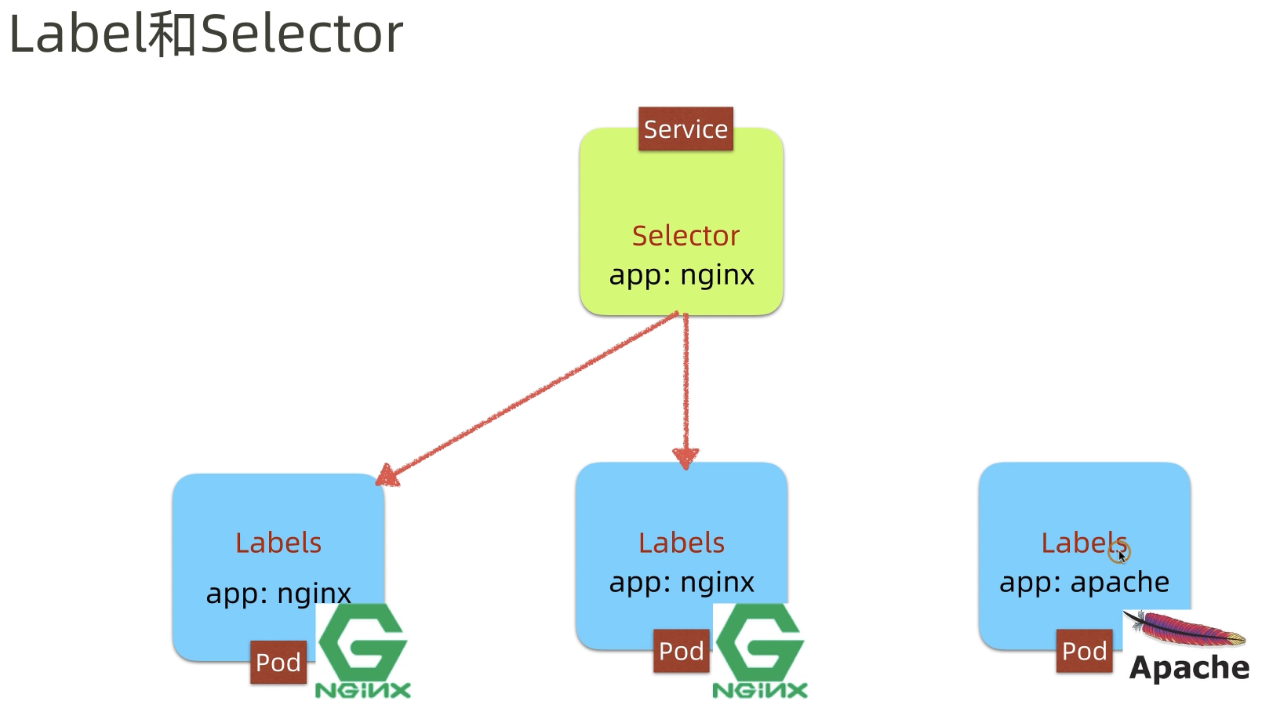 Label和Selector
Service
Selector
app: nginx
Labels
app: nginx
Pod
NGINX
Labels
app: nginx
Pod
NGINX
Labels
app: apache
Pod
Apache